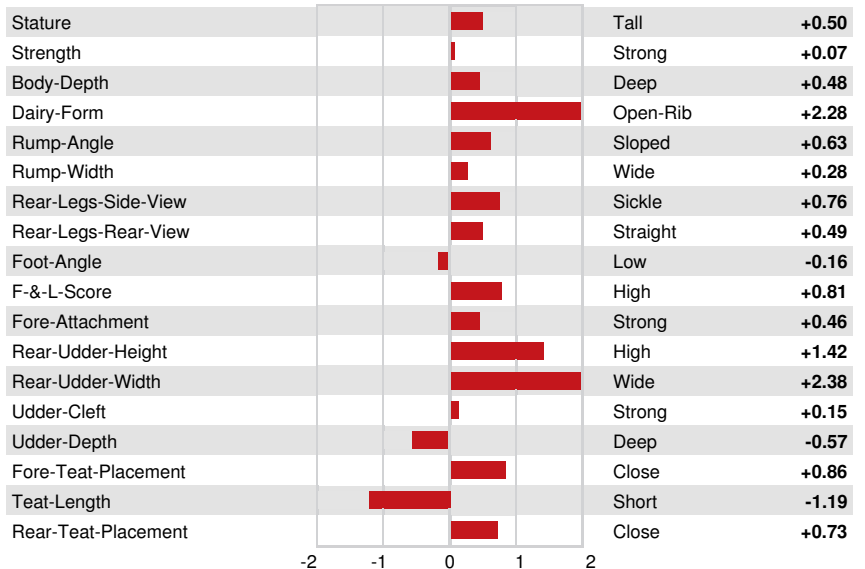 Stature Tall +0.50
Strength Strong +0.07
Body-Depth Deep +0.48
Dairy-Form Open-Rib +2.28
Rump-Angle Sloped +0.63
Rump-Width Wide +0.28
Rear-Legs-Side-View Sickle +0.76
Rear-Legs-Rear-View Straight +0.49
Foot-Angle Low -0.16
F-&-L-Score High +0.81
Fore-Attachment Strong +0.46
Rear-Udder-Height High +1.42
Rear-Udder-Width Wide +2.38
Udder-Cleft Strong +0.15
Udder-Depth Deep -0.57
Fore-Teat-Placement Close +0.86
Teat-Length Short -1.19
Rear-Teat-Placement Close +0.73
-2 -1 0 1 2